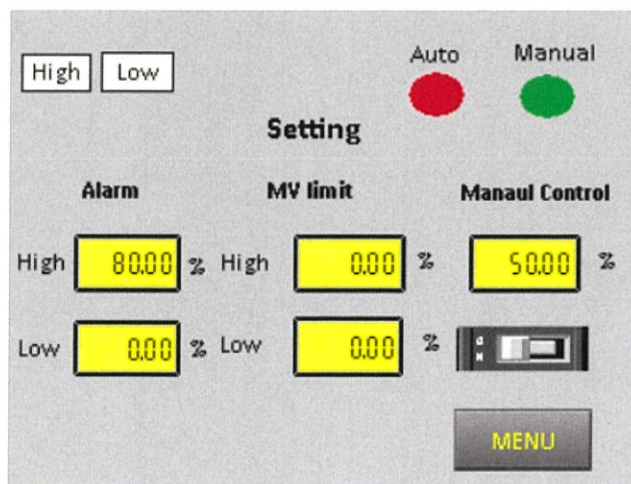 High Low Auto Manual
Setting
Alarm MV limit Manaul Control
High 80.00 % High 0.00 % 50.00 %
Low 0.00 % Low 0.00 %
MENU